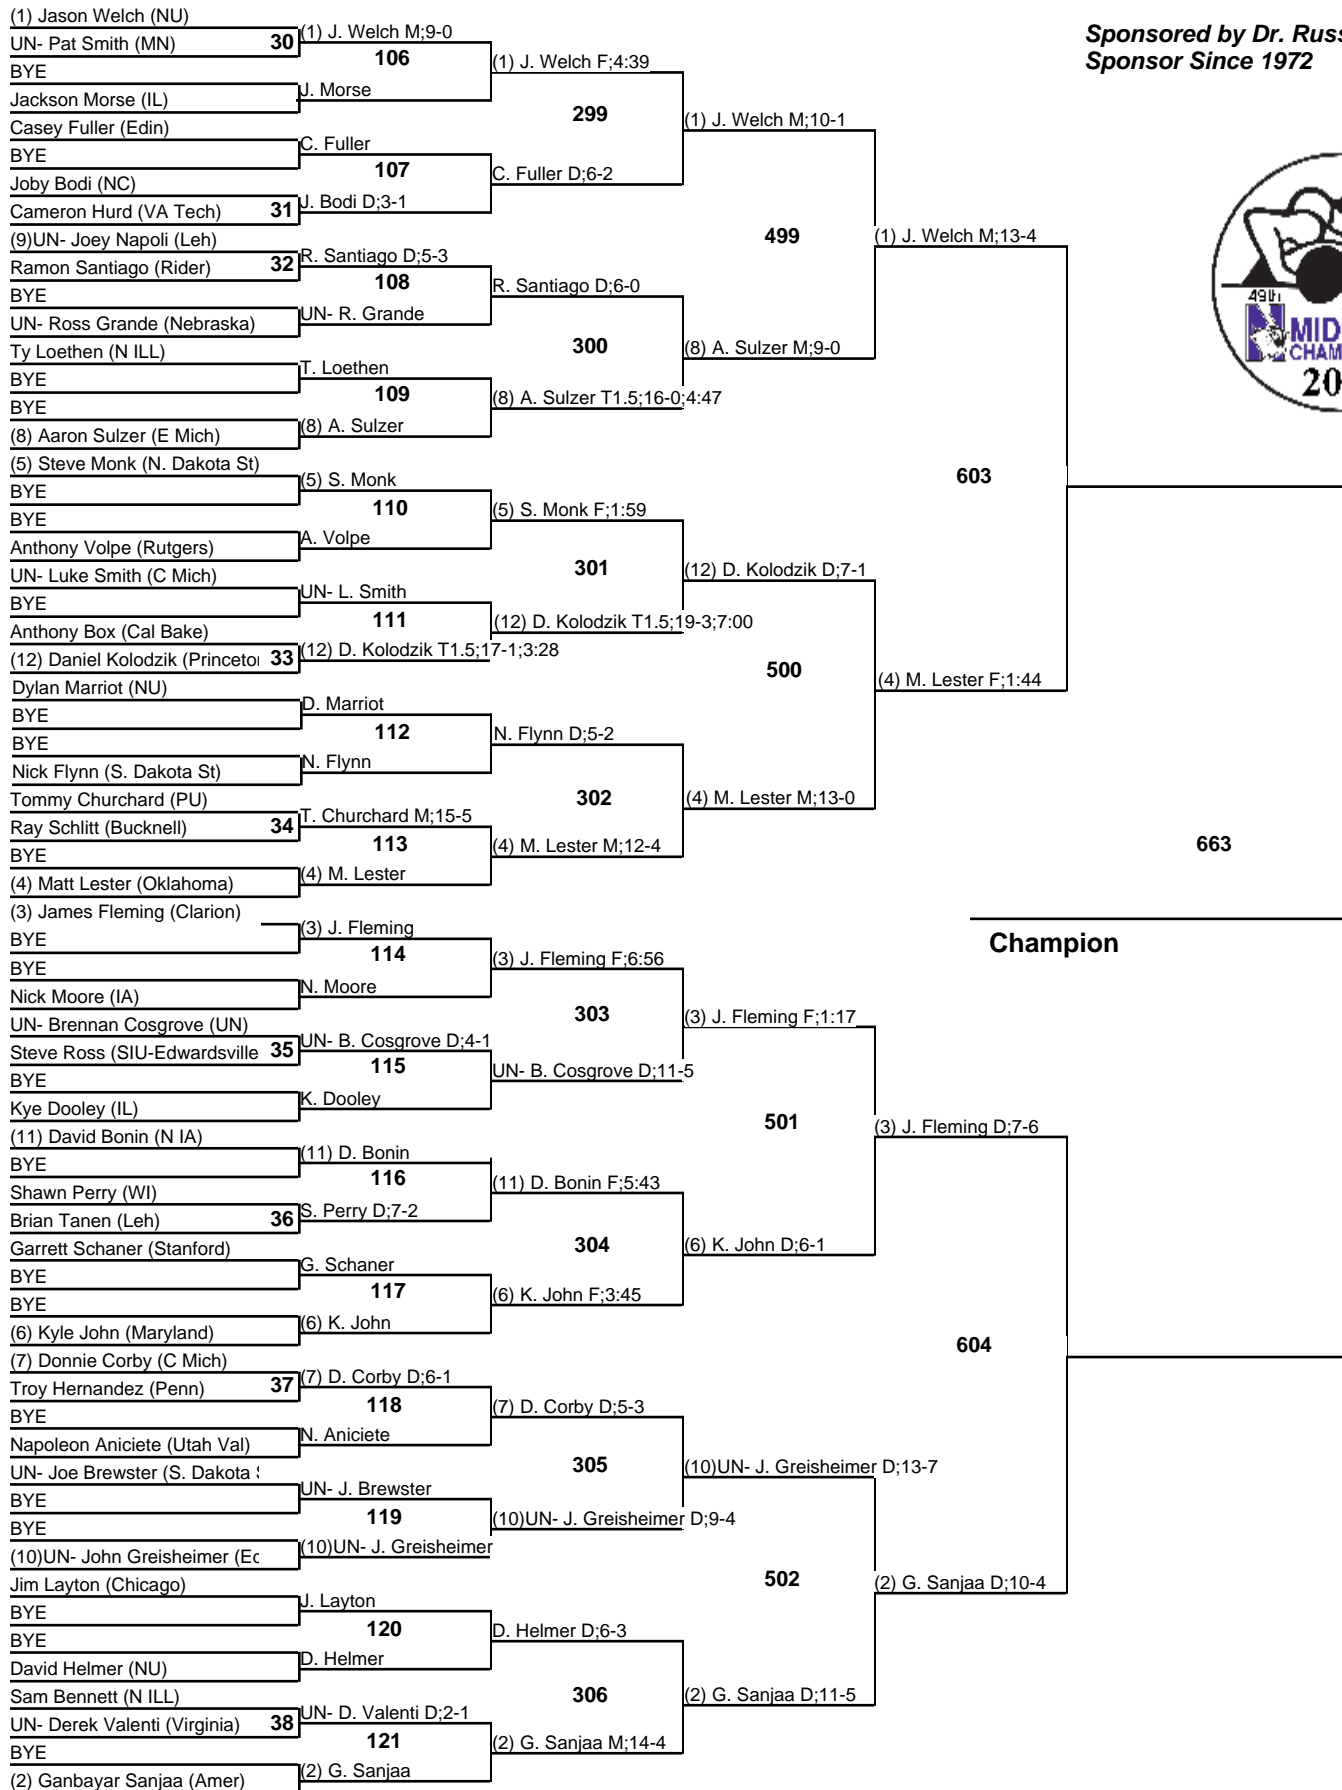 (1) Jason Welch (NU)
UN- Pat Smith (MN)
BYE
Jackson Morse (IL)
Casey Fuller (Edin)
BYE
Joby Bodi (NC)
Cameron Hurd (VA Tech)
(9)UN- Joey Napoli (Leh)
Ramon Santiago (Rider)
BYE
UN- Ross Grande (Nebraska)
Ty Loethen (N ILL)
BYE
BYE
(8) Aaron Sulzer (E Mich)
(5) Steve Monk (N. Dakota St)
BYE
BYE
Anthony Volpe (Rutgers)
UN- Luke Smith (C Mich)
BYE
Anthony Box (Cal Bake)
(12) Daniel Kolodzik (Princeto
Dylan Marriot (NU)
BYE
BYE
Nick Flynn (S. Dakota St)
Tommy Churchard (PU)
Ray Schlitt (Bucknell)
BYE
(4) Matt Lester (Oklahoma)
(3) James Fleming (Clarion)
BYE
BYE
Nick Moore (IA)
UN- Brennan Cosgrove (UN)
Steve Ross (SIU-Edwardsville
BYE
Kye Dooley (IL)
(11) David Bonin (N IA)
BYE
Shawn Perry (WI)
Brian Tanen (Leh)
Garrett Schaner (Stanford)
BYE
BYE
(6) Kyle John (Maryland)
(7) Donnie Corby (C Mich)
Troy Hernandez (Penn)
BYE
Napoleon Aniciete (Utah Val)
UN- Joe Brewster (S. Dakota
BYE
BYE
(10)UN- John Greisheimer (Ed
Jim Layton (Chicago)
BYE
BYE
David Helmer (NU)
Sam Bennett (N ILL)
UN- Derek Valenti (Virginia)
BYE
(2) Ganbayar Sanjaa (Amer)
30
31
32
33
34
35
36
37
38
(1) J. Welch M;9-0
106
J. Morse
C. Fuller
107
J. Bodi D;3-1
R. Santiago D;5-3
108
UN- R. Grande
T. Loethen
109
(8) A. Sulzer
(5) S. Monk
110
A. Volpe
UN- L. Smith
111
(12) D. Kolodzik T1.5;17-1;3:28
D. Marriot
112
N. Flynn
T. Churchard M;15-5
113
(4) M. Lester
(3) J. Fleming
114
N. Moore
UN- B. Cosgrove D;4-1
115
K. Dooley
(11) D. Bonin
116
S. Perry D;7-2
G. Schaner
117
(6) K. John
(7) D. Corby D;6-1
118
N. Aniciete
UN- J. Brewster
119
(10)UN- J. Greisheimer
J. Layton
120
D. Helmer
UN- D. Valenti D;2-1
121
(2) G. Sanjaa
(1) J. Welch F;4:39
299
C. Fuller D;6-2
R. Santiago D;6-0
300
(8) A. Sulzer T1.5;16-0;4:47
(5) S. Monk F;1:59
301
(12) D. Kolodzik T1.5;19-3;7:00
N. Flynn D;5-2
302
(4) M. Lester M;12-4
(3) J. Fleming F;6:56
303
UN- B. Cosgrove D;11-5
(11) D. Bonin F;5:43
304
(6) K. John F;3:45
(7) D. Corby D;5-3
305
(10)UN- J. Greisheimer D;9-4
D. Helmer D;6-3
306
(2) G. Sanjaa M;14-4
(1) J. Welch M;10-1
499
(8) A. Sulzer M;9-0
(12) D. Kolodzik D;7-1
500
(4) M. Lester M;13-0
(3) J. Fleming F;1:17
501
(6) K. John D;6-1
(10)UN- J. Greisheimer D;13-7
502
(2) G. Sanjaa D;11-5
(1) J. Welch M;13-4
603
(4) M. Lester F;1:44
(3) J. Fleming D;7-6
604
(2) G. Sanjaa D;10-4
Sponsored by Dr. Russ
Sponsor Since 1972
49th
N MID
CHAM
20
663
Champion